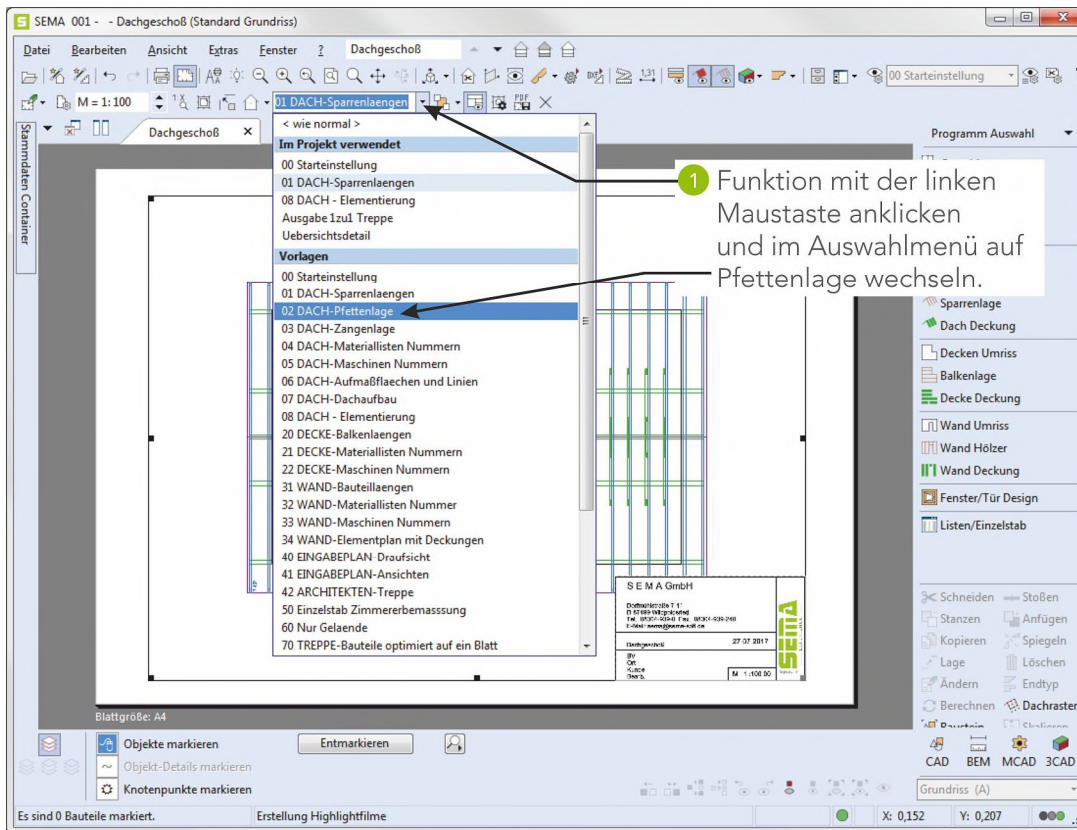 SEMA 001 - - Dachgeschoß (Standard Grundriss)
Datei Bearbeiten Ansicht Extras Fenster ? Dachgeschoß
00 Starteinstellung
M = 1: 100 01 DACH-Sparrenlaengen PDF
Stammdaten Container
Dachgeschoß
Programm Auswahl
< wie normal >
Im Projekt verwendet
00 Starteinstellung
01 DACH-Sparrenlaengen
08 DACH - Elementierung
Ausgabe 1zu1 Treppe
Uebersichtsdetail
Vorlagen
00 Starteinstellung
01 DACH-Sparrenlaengen
02 DACH-Pfettenlage
03 DACH-Zangenlage
04 DACH-Materiallisten Nummern
05 DACH-Maschinen Nummern
06 DACH-Aufmaßflaechen und Linien
07 DACH-Dachaufbau
08 DACH - Elementierung
20 DECKE-Balkenlaengen
21 DECKE-Materiallisten Nummern
22 DECKE-Maschinen Nummern
31 WAND-Bauteillaengen
32 WAND-Materiallisten Nummer
33 WAND-Maschinen Nummern
34 WAND-Elementplan mit Deckungen
40 EINGABEPLAN-Draufsicht
41 EINGABEPLAN-Ansichten
42 ARCHITEKTEN-Treppe
50 Einzelstab Zimmererbemasssung
60 Nur Gelaende
70 TREPPE-Bauteile optimiert auf ein Blatt
1 Funktion mit der linken
Maustaste anklicken
und im Auswahlmenü auf
Pfettenlage wechseln.
Sparrenlage
Dach Deckung
Decken Umriss
Balkenlage
Decke Deckung
Wand Umriss
Wand Hölzer
Wand Deckung
Fenster/Tür Design
Listen/Einzelstab
S E M A GmbH
Dachgeschoß 27 07 2017
BV
Ort
Kunde
Bearb. M 1:100 00
SEMA
Schneiden Stoßen
Stanzen Anfügen
Kopieren Spiegeln
Lage Löschen
Ändern Endtyp
Berechnen Dachraster
Baustein Skalieren
CAD BEM MCAD 3CAD
Grundriss (A)
Blattgröße: A4
Objekte markieren Entmarkieren
Objekt-Details markieren
Knotenpunkte markieren
Es sind 0 Bauteile markiert. Erstellung Highlightfilme X: 0,152 Y: 0,207